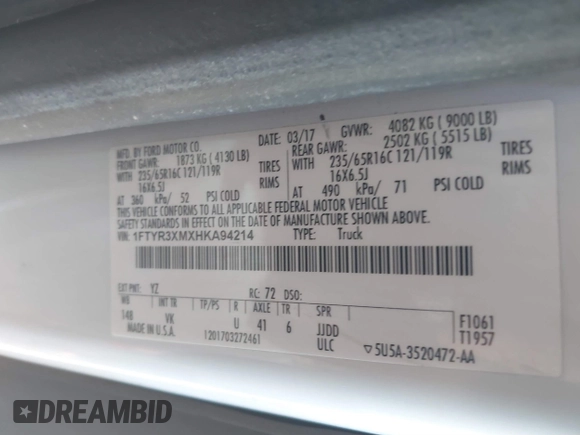 MFD. BY FORD MOTOR CO.
DATE: 03/17 GVWR: 4082 KG ( 9000 LB)
FRONT GAWR: 1873 KG ( 4130 LB)
REAR GAWR: 2502 KG ( 5515 LB)
WITH 235/65R16C 121/119R TIRES
WITH 235/65R16C 121/119R TIRES
16X6.5J RIMS
16X6.5J RIMS
AT 360 kPa/ 52 PSI COLD
AT 490 kPa/ 71 PSI COLD
THIS VEHICLE CONFORMS TO ALL APPLICABLE FEDERAL MOTOR VEHICLE
SAFETY STANDARDS IN EFFECT ON THE DATE OF MANUFACTURE SHOWN ABOVE.
VIN: 1FTYR3XMXHKA94214 TYPE: Truck
EXT PNT: YZ RC: 72 DSO:
WB INT TR TP/PS R AXLE TR SPR
148 VK U 41 6 JJDD F1061
MADE IN U.S.A. 1201703272461 ULC T1957
▽5U5A-3520472-AA
DREAMBID